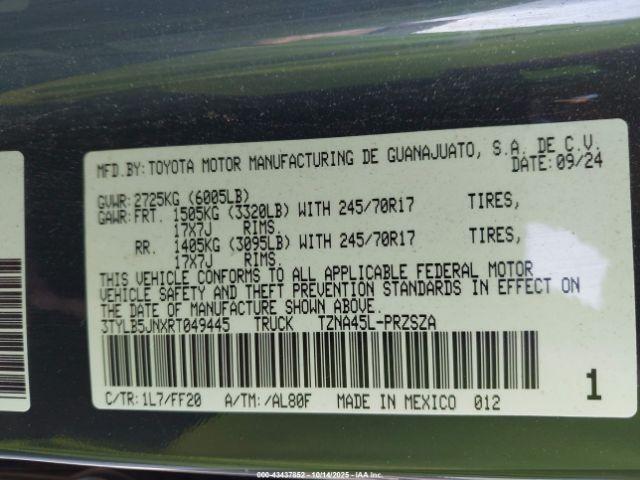 MFD.BY:TOYOTA MOTOR MANUFACTURING DE GUANAJUATO, S.A. DE C.V.
DATE:09/24
GVWR:2725KG (6005LB)
GAWR:FRT. 1505KG (3320LB) WITH 245/70R17 TIRES,
17X7J RIMS.
RR. 1405KG (3095LB) WITH 245/70R17 TIRES,
17X7J RIMS.
THIS VEHICLE CONFORMS TO ALL APPLICABLE FEDERAL MOTOR
VEHICLE SAFETY AND THEFT PREVENTION STANDARDS IN EFFECT ON
THE DATE OF MANUFACTURE SHOWN ABOVE.
3TYLB5JNXRT049445 TRUCK TZNA45L-PRZSZA
1
C/TR:1L7/FF20 A/TM:/AL80F MADE IN MEXICO 012
000-43437852 - 10/14/2025 - IAA Inc.